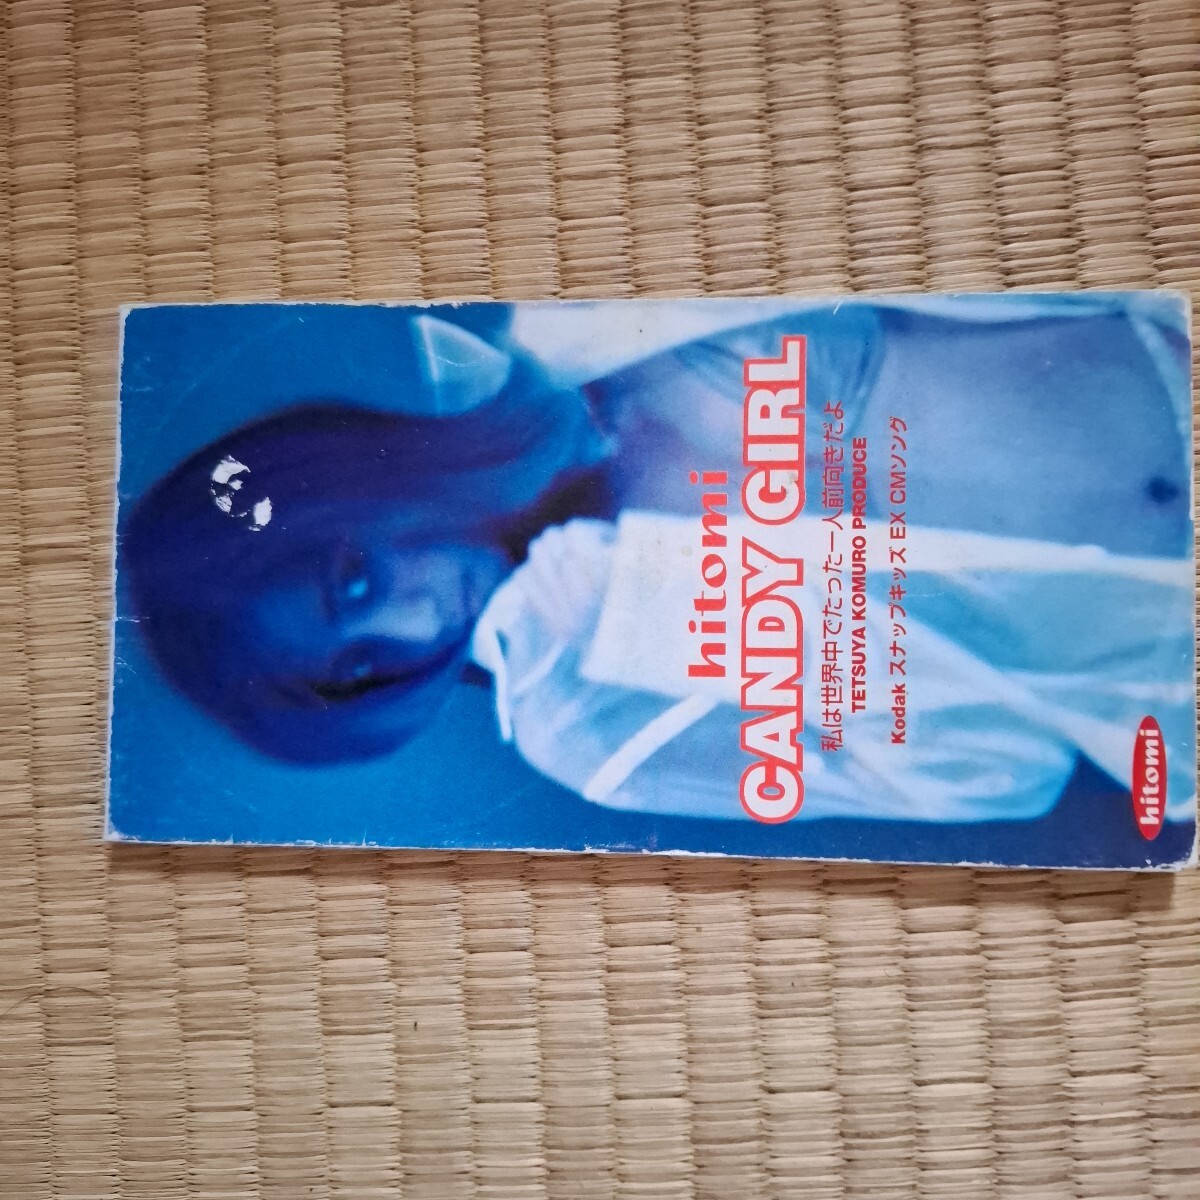 hitomi
CANDY GIRL
私は世界中でたった一人前向きだよ
TETSUYA KOMURO PRODUCE
Kodak スナップキッズ EX CMソング
hitomi